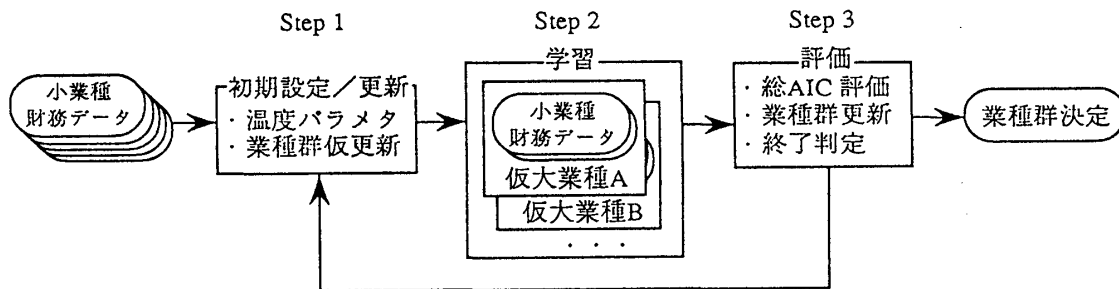 Step 1
Step 2
Step 3
小業種
財務データ
初期設定／更新
・温度パラメタ
・業種群仮更新
学習
小業種
財務データ
仮大業種A
仮大業種B
・・・
評価
・総AIC 評価
・業種群更新
・終了判定
業種群決定